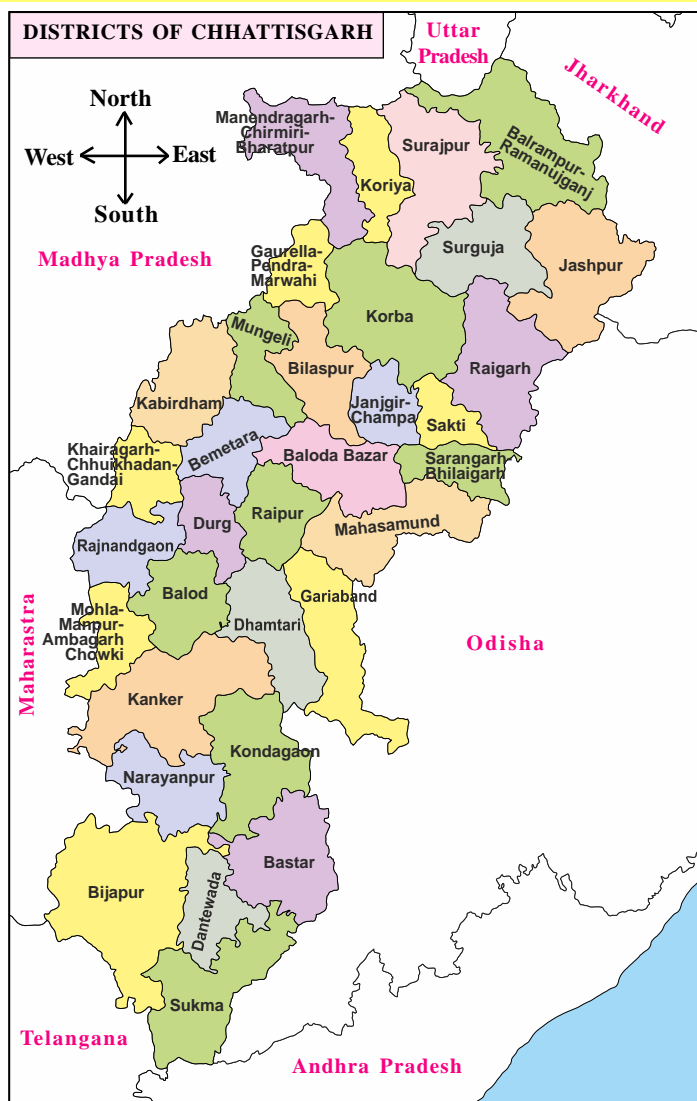 DISTRICTS OF CHHATTISGARH
Uttar
Pradesh
Jharkhand
North
West
East
South
Manendragarh-
Chirmiri-
Bharatpur
Koriya
Surajpur
Balrampur-
Ramanujganj
Madhya Pradesh
Gaurella-
Pendra-
Marwahi
Surguja
Jashpur
Korba
Mungeli
Bilaspur
Raigarh
Kabirdham
Janjgir-
Champa
Sakti
Khairagarh-
Chhuikhadan-
Gandai
Bemetara
Baloda Bazar
Sarangarh
Bhilaigarh
Rajnandgaon
Durg
Raipur
Mahasamund
Mohla-
Manpur-
Ambagarh
Chowki
Balod
Dhamtari
Gariaband
Maharastra
Odisha
Kanker
Kondagaon
Narayanpur
Bastar
Bijapur
Dantewada
Sukma
Telangana
Andhra Pradesh